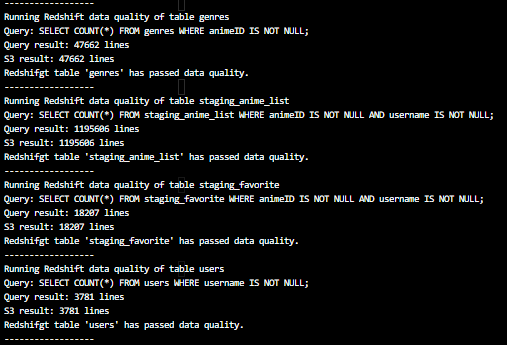 ------------------
Running Redshift data quality of table genres
Query: SELECT COUNT(*) FROM genres WHERE animeID IS NOT NULL;
Query result: 47662 lines
S3 result: 47662 lines
Redshifgt table 'genres' has passed data quality.
------------------
Running Redshift data quality of table staging_anime_list
Query: SELECT COUNT(*) FROM staging_anime_list WHERE animeID IS NOT NULL AND username IS NOT NULL;
Query result: 1195606 lines
S3 result: 1195606 lines
Redshifgt table 'staging_anime_list' has passed data quality.
------------------
Running Redshift data quality of table staging_favorite
Query: SELECT COUNT(*) FROM staging_favorite WHERE animeID IS NOT NULL AND username IS NOT NULL;
Query result: 18207 lines
S3 result: 18207 lines
Redshifgt table 'staging_favorite' has passed data quality.
------------------
Running Redshift data quality of table users
Query: SELECT COUNT(*) FROM users WHERE username IS NOT NULL;
Query result: 3781 lines
S3 result: 3781 lines
Redshifgt table 'users' has passed data quality.
------------------